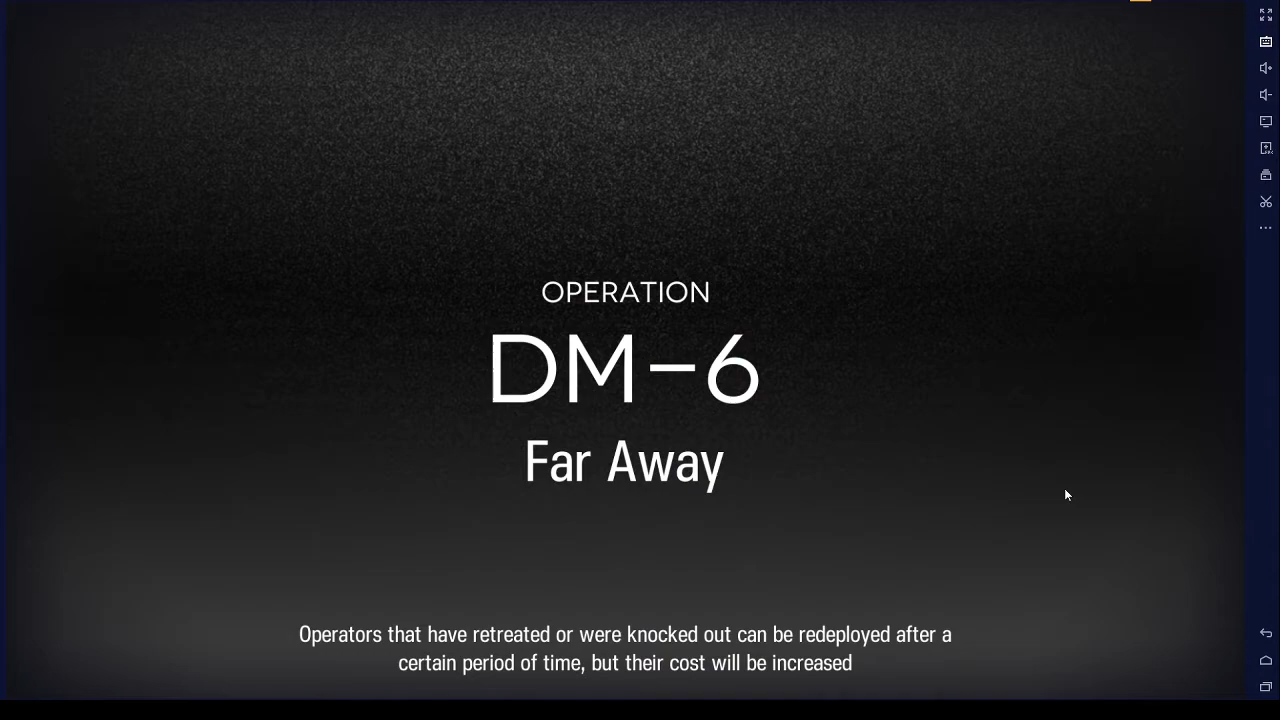 OPERATION
DM-6
Far Away
Operators that have retreated or were knocked out can be redeployed after a
certain period of time, but their cost will be increased